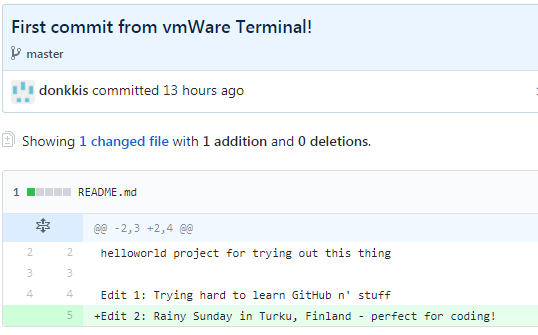 First commit from vmWare Terminal!
master
donkkis committed 13 hours ago
Showing 1 changed file with 1 addition and 0 deletions.
1 README.md
@@ -2,3 +2,4 @@
2 2 helloworld project for trying out this thing
3 3
4 4 Edit 1: Trying hard to learn GitHub n' stuff
5 +Edit 2: Rainy Sunday in Turku, Finland - perfect for coding!